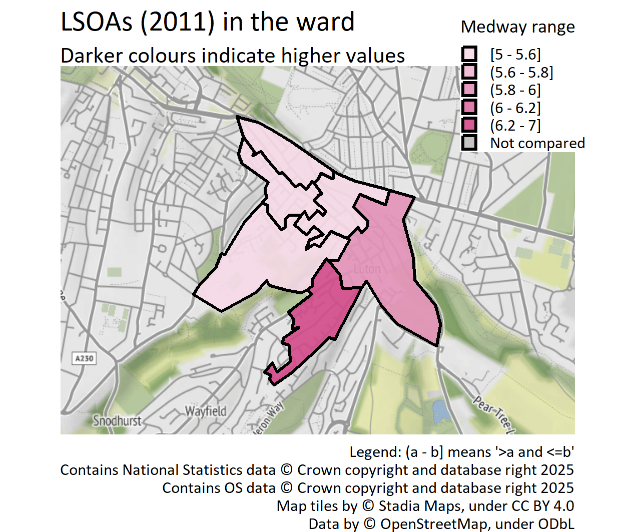 LSOAs (2011) in the ward
Darker colours indicate higher values
Medway range
[5 - 5.6]
(5.6 - 5.8]
(5.8 - 6]
(6 - 6.2]
(6.2 - 7]
Not compared
Luton
A230
Wayfield
Snodhurst
eron-Way
Pear-Tree-L
Legend: (a - b] means '>a and <=b'
Contains National Statistics data © Crown copyright and database right 2025
Contains OS data © Crown copyright and database right 2025
Map tiles by © Stadia Maps, under CC BY 4.0
Data by © OpenStreetMap, under ODbL